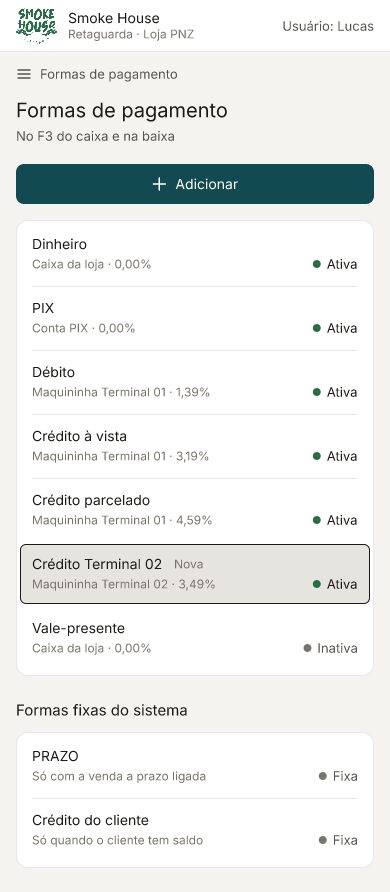 SMOKE
HOUSE
Smoke House
Retaguarda · Loja PNZ
Usuário: Lucas
Formas de pagamento
Formas de pagamento
No F3 do caixa e na baixa
Adicionar
Dinheiro
Caixa da loja · 0,00%
Ativa
PIX
Conta PIX · 0,00%
Ativa
Débito
Maquininha Terminal 01 · 1,39%
Ativa
Crédito à vista
Maquininha Terminal 01 · 3,19%
Ativa
Crédito parcelado
Maquininha Terminal 01 · 4,59%
Ativa
Crédito Terminal 02 Nova
Maquininha Terminal 02 · 3,49%
Ativa
Vale-presente
Caixa da loja · 0,00%
Inativa
Formas fixas do sistema
PRAZO
Só com a venda a prazo ligada
Fixa
Crédito do cliente
Só quando o cliente tem saldo
Fixa